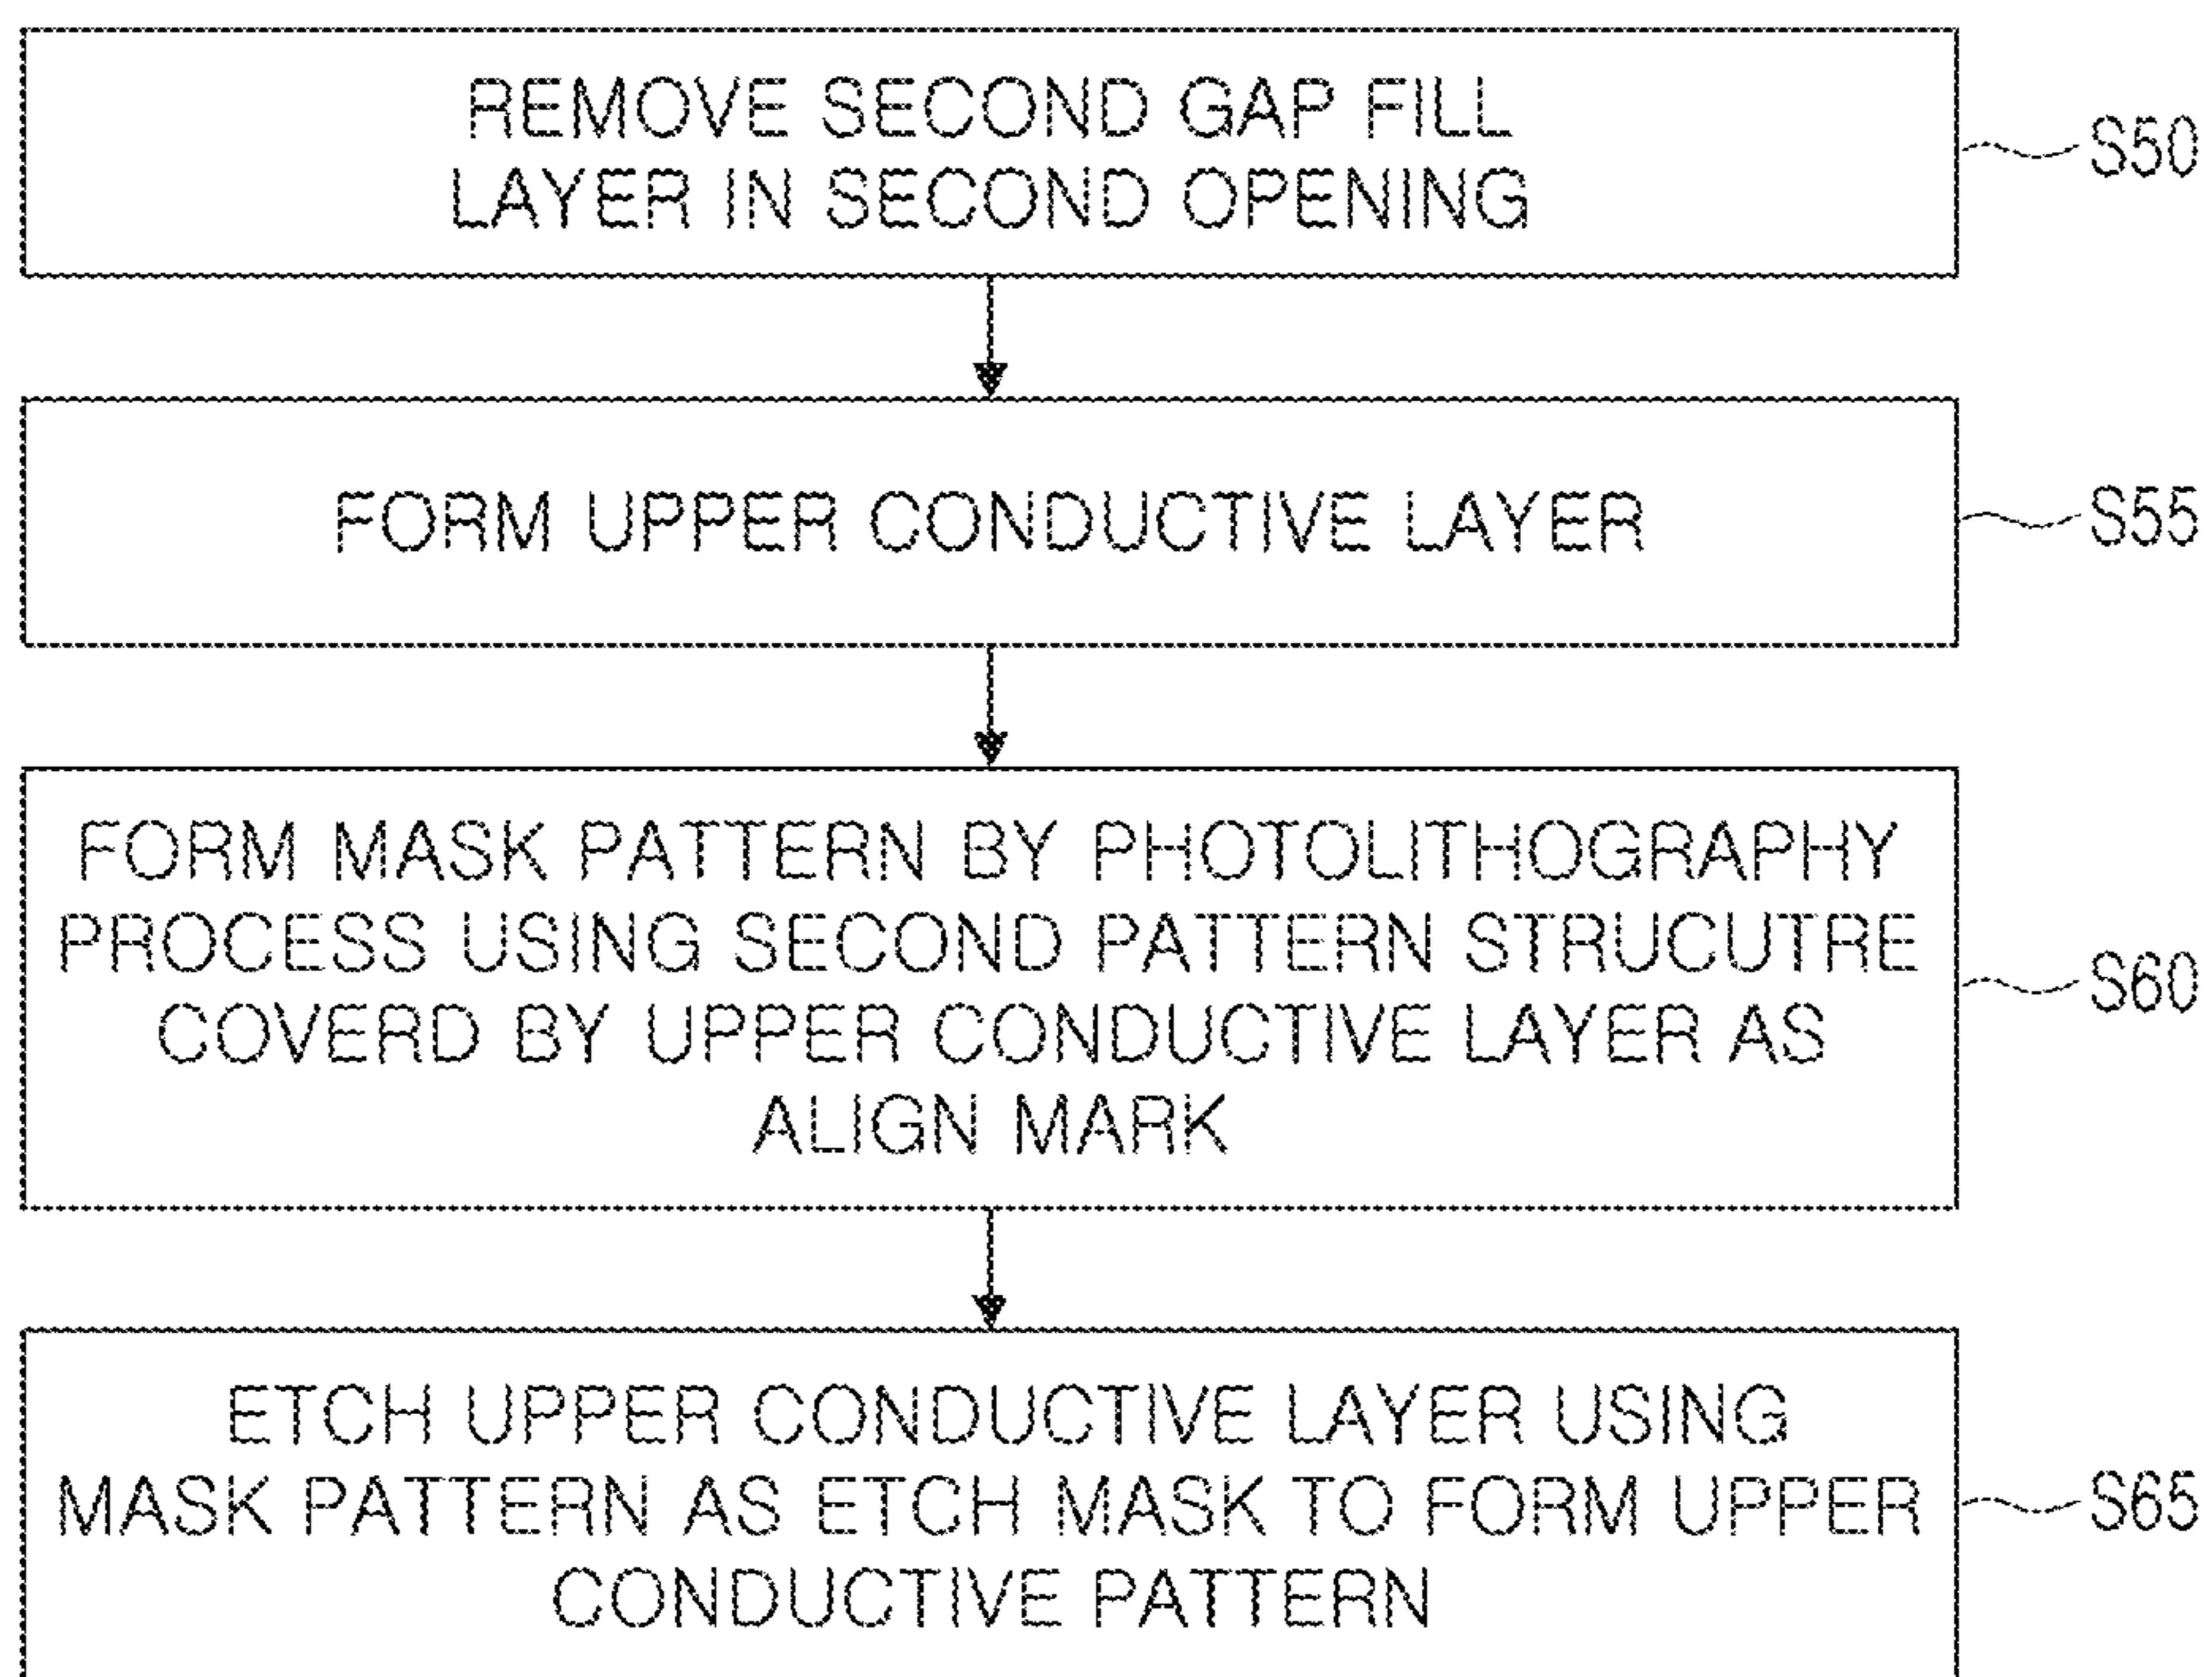 REMOVE SECOND GAP FILL
LAYER IN SECOND OPENING
S50
FORM UPPER CONDUCTIVE LAYER
S55
FORM MASK PATTERN BY PHOTOLITHOGRAPHY
PROCESS USING SECOND PATTERN STRUCUTRE
COVERD BY UPPER CONDUCTIVE LAYER AS
ALIGN MARK
S60
ETCH UPPER CONDUCTIVE LAYER USING
MASK PATTERN AS ETCH MASK TO FORM UPPER
CONDUCTIVE PATTERN
S65